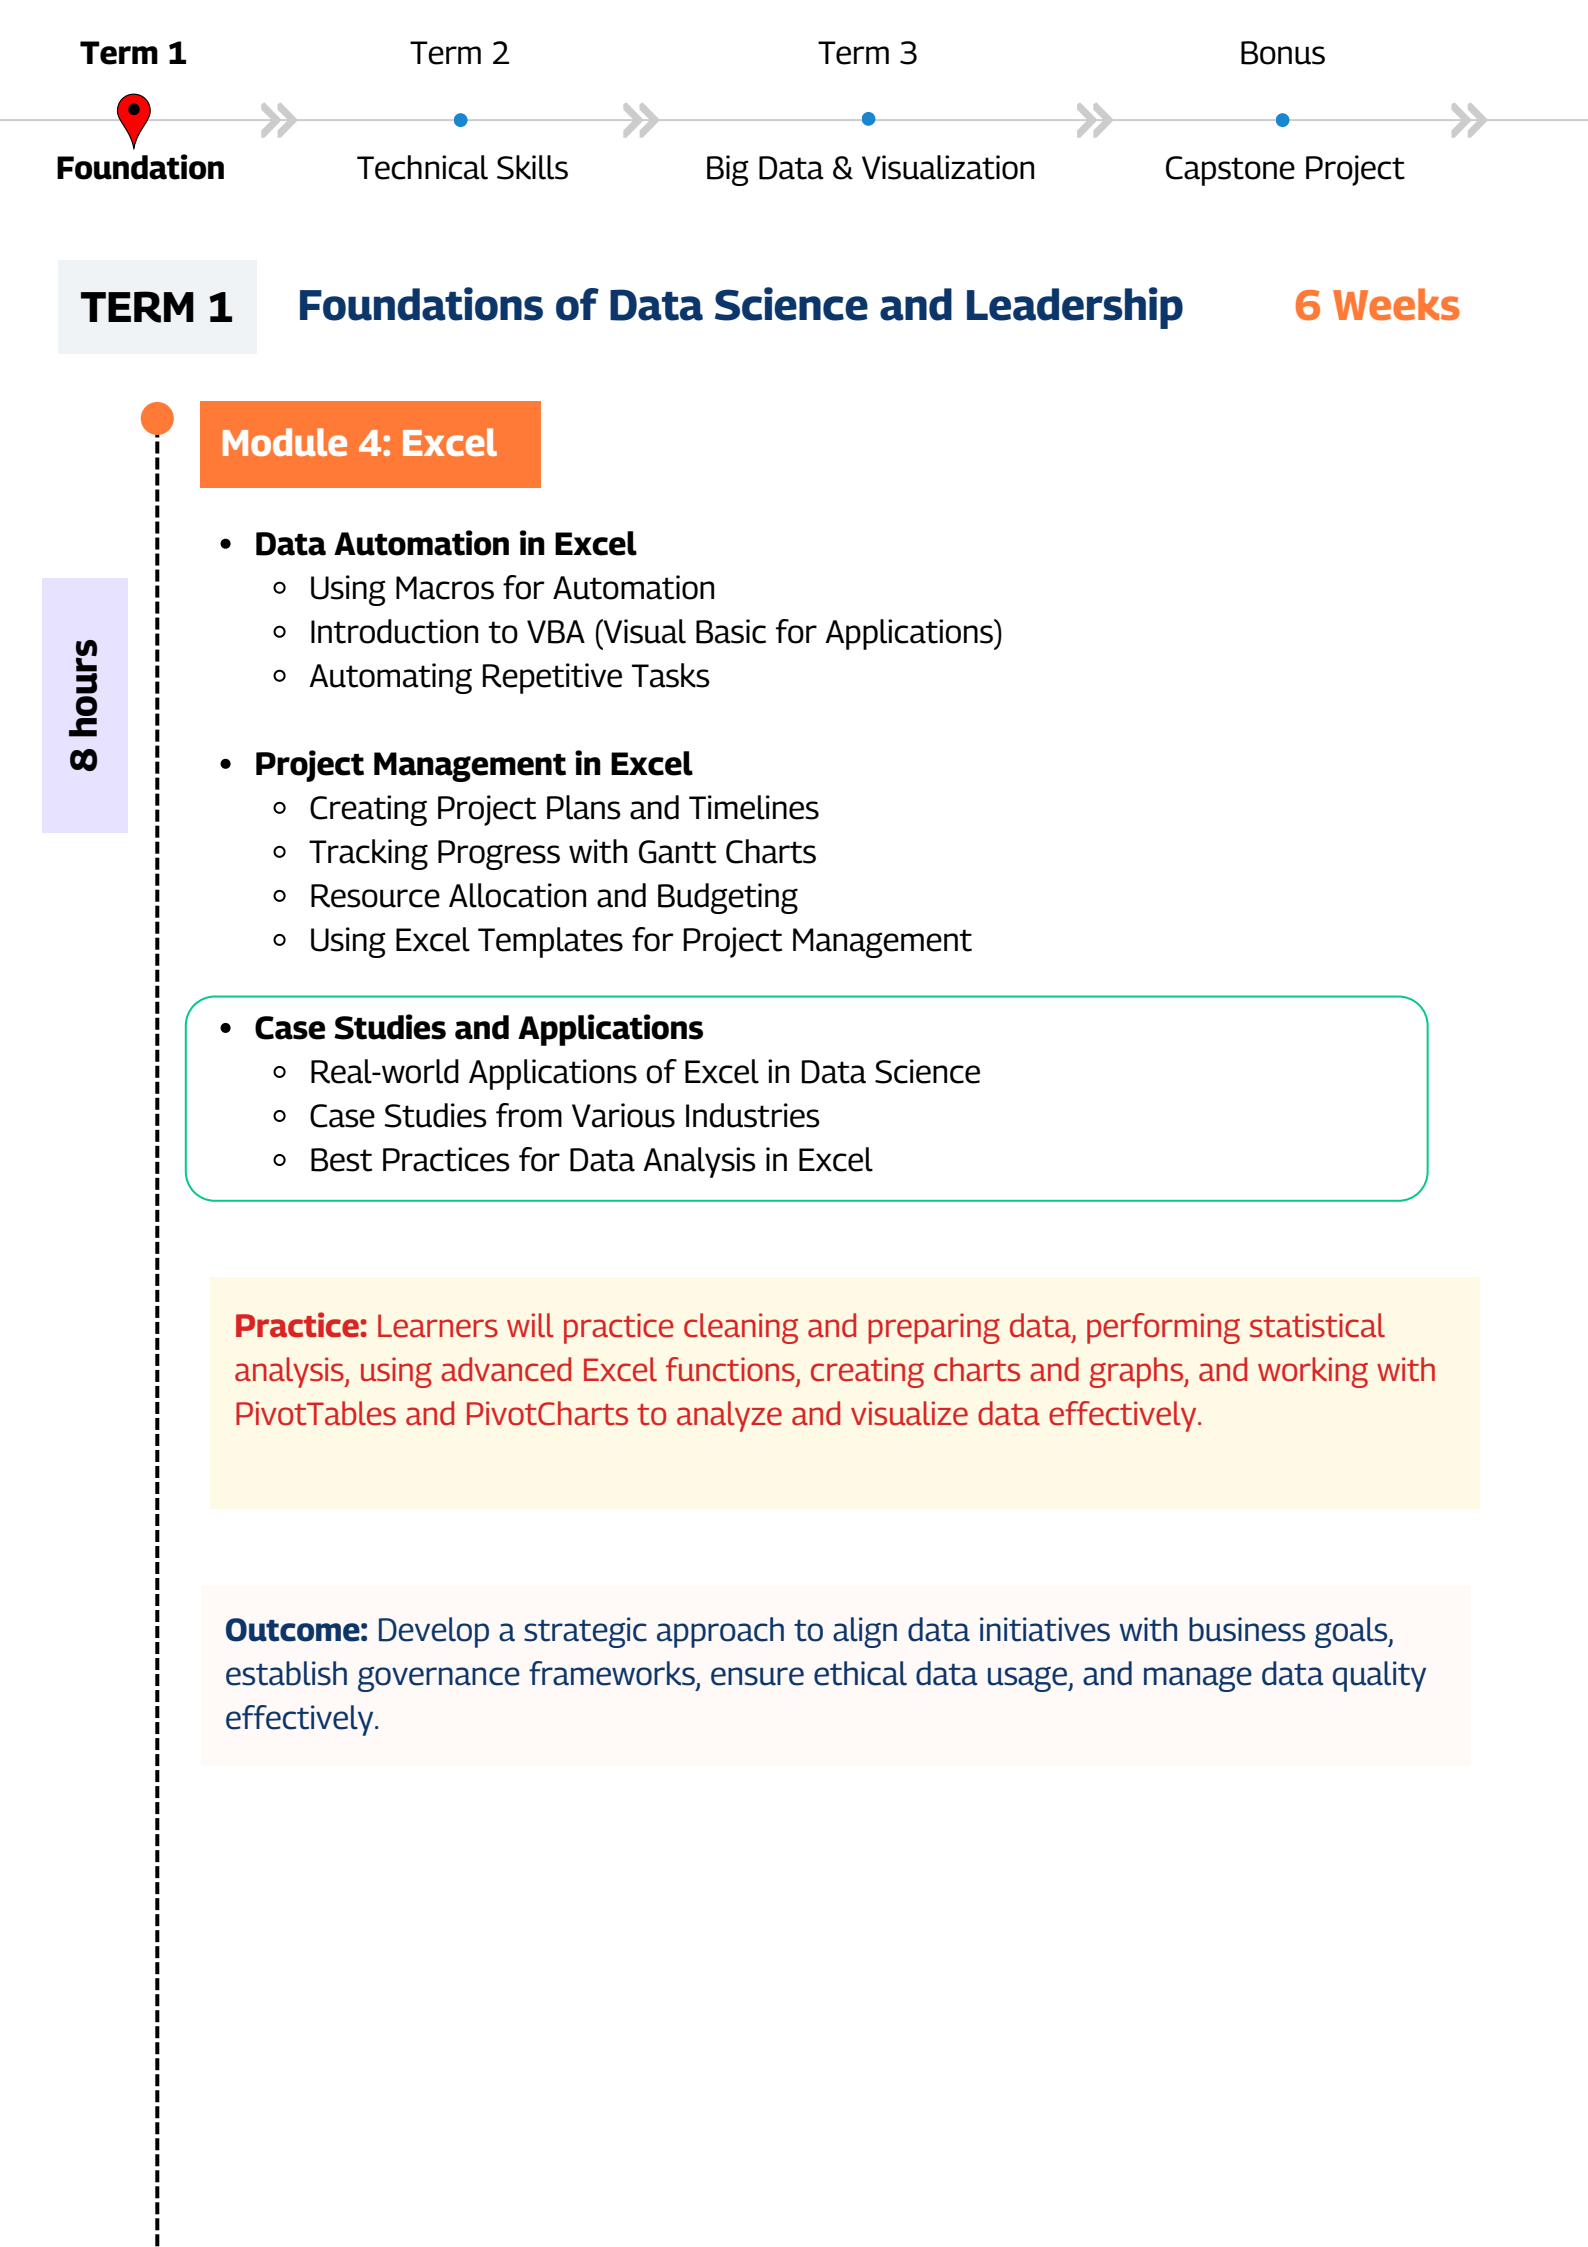 Term 1
Term 2
Term 3
Bonus
Foundation
Technical Skills
Big Data & Visualization
Capstone Project
TERM 1
Foundations of Data Science and Leadership
6 Weeks
Module 4: Excel
8 hours
• Data Automation in Excel
◦ Using Macros for Automation
◦ Introduction to VBA (Visual Basic for Applications)
◦ Automating Repetitive Tasks
• Project Management in Excel
◦ Creating Project Plans and Timelines
◦ Tracking Progress with Gantt Charts
◦ Resource Allocation and Budgeting
◦ Using Excel Templates for Project Management
• Case Studies and Applications
◦ Real-world Applications of Excel in Data Science
◦ Case Studies from Various Industries
◦ Best Practices for Data Analysis in Excel
Practice: Learners will practice cleaning and preparing data, performing statistical
analysis, using advanced Excel functions, creating charts and graphs, and working with
PivotTables and PivotCharts to analyze and visualize data effectively.
Outcome: Develop a strategic approach to align data initiatives with business goals,
establish governance frameworks, ensure ethical data usage, and manage data quality
effectively.